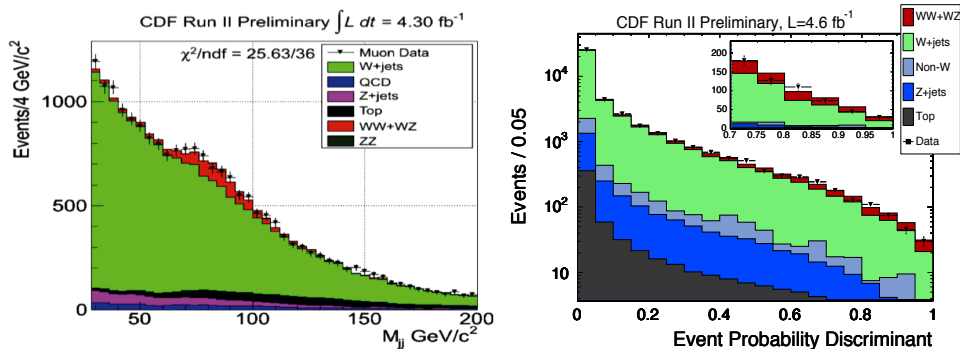 CDF Run II Preliminary ∫L dt = 4.30 fb⁻¹
χ²/ndf = 25.63/36
Muon Data
W+jets
QCD
Z+jets
Top
WW+WZ
ZZ
Events/4 GeV/c²
1000
500
0
50 100 150 200
M_jj GeV/c²
CDF Run II Preliminary, L=4.6 fb⁻¹
WW+WZ
W+jets
Non-W
Z+jets
Top
Data
200
150
100
50
0
0.7 0.75 0.8 0.85 0.9 0.95 1
Events / 0.05
10⁴
10³
10²
10
0 0.2 0.4 0.6 0.8 1
Event Probability Discriminant